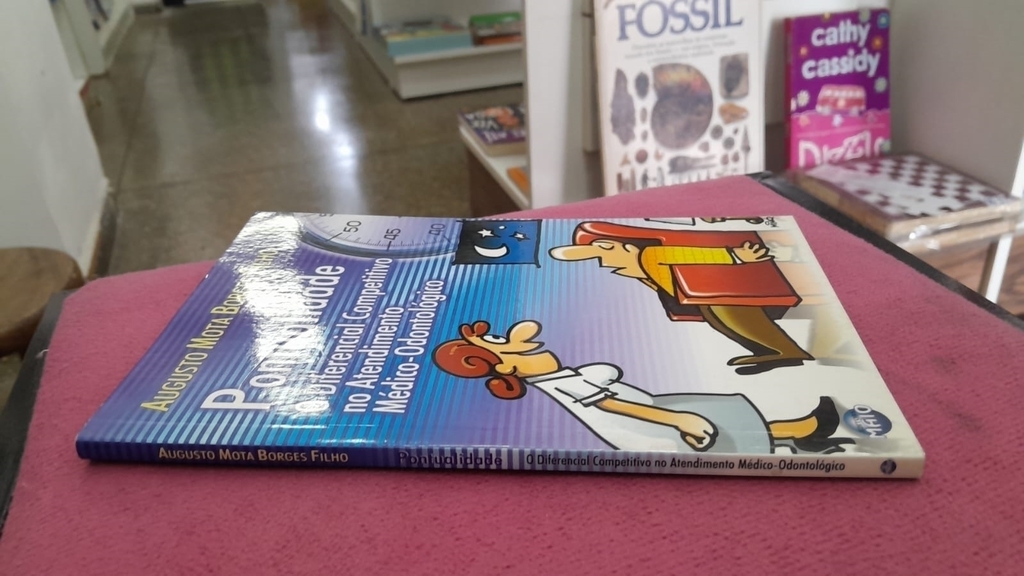 FOSSIL
cathy
cassidy
50
45
40
AUGUSTO MOTA BORGES FILHO
Pontualidade
O Diferencial Competitivo
no Atendimento
Médico-Odontológico
AUGUSTO MOTA BORGES FILHO Pontualidade O Diferencial Competitivo no Atendimento Médico-Odontológico